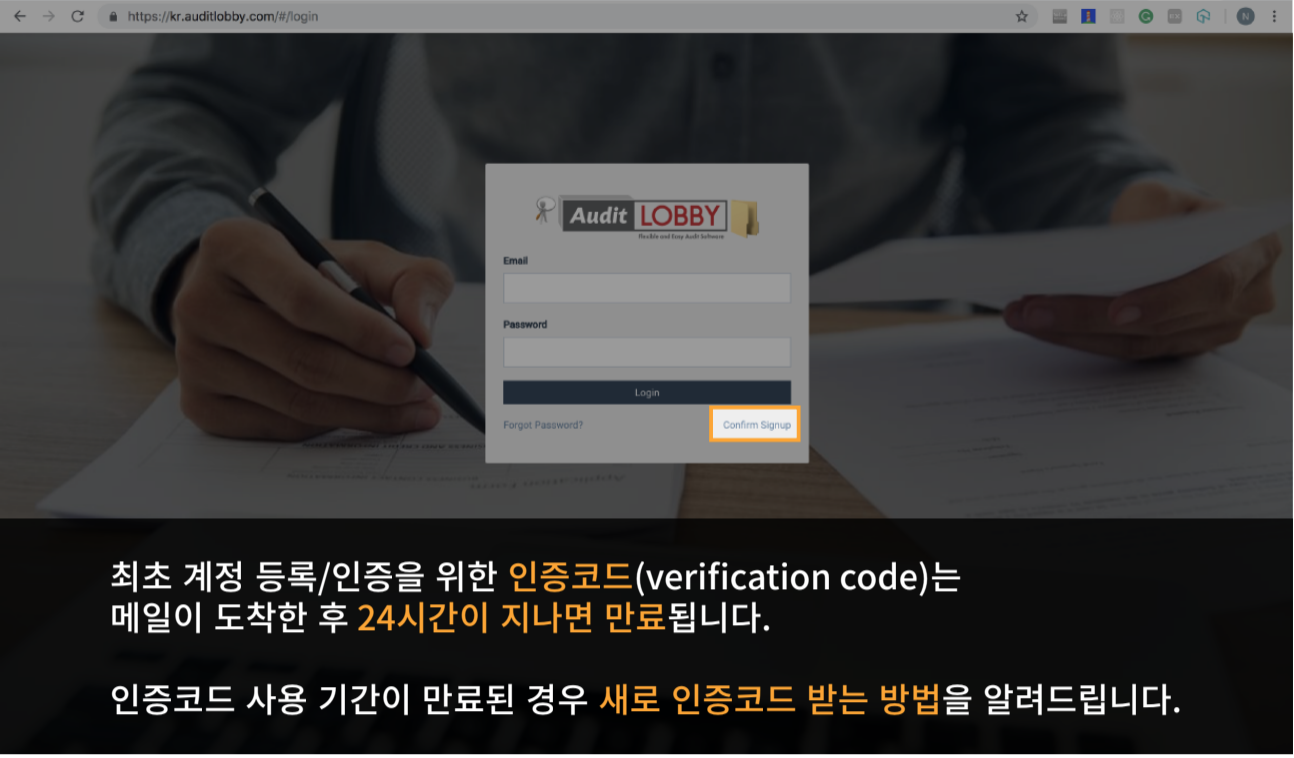 https://kr.auditlobby.com/#/login
N
Audit LOBBY
Flexible and Easy Audit Software
Email
Password
Login
Forgot Password?
Confirm Signup
최초 계정 등록/인증을 위한 인증코드(verification code)는
메일이 도착한 후 24시간이 지나면 만료됩니다.
인증코드 사용 기간이 만료된 경우 새로 인증코드 받는 방법을 알려드립니다.